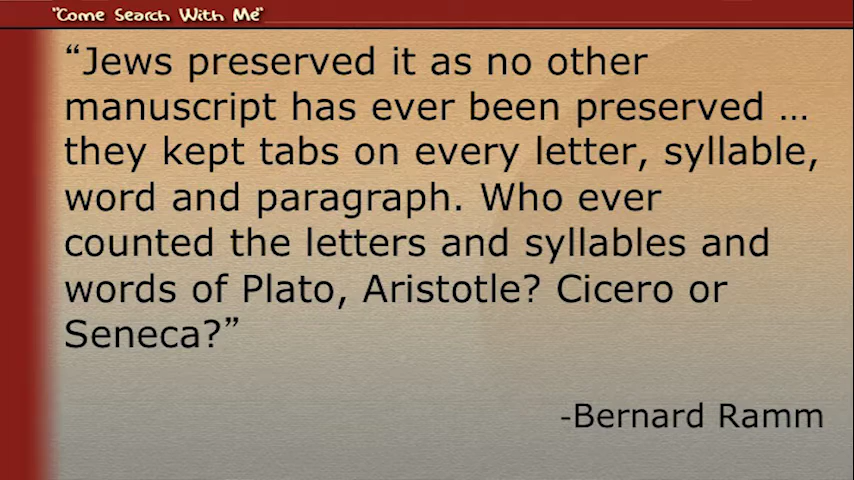 "Come Search With Me"
“Jews preserved it as no other
manuscript has ever been preserved …
they kept tabs on every letter, syllable,
word and paragraph. Who ever
counted the letters and syllables and
words of Plato, Aristotle? Cicero or
Seneca?”
-Bernard Ramm